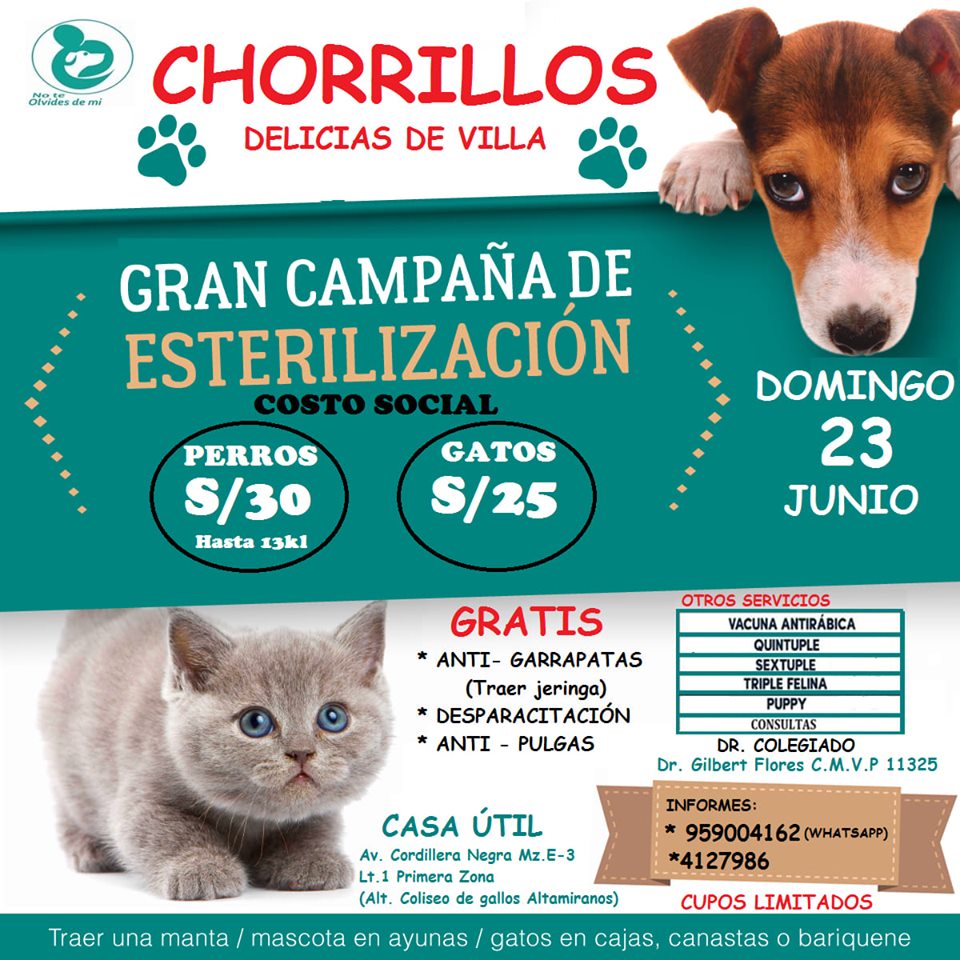 No te
Olvides de mi
CHORRILLOS
DELICIAS DE VILLA
GRAN CAMPAÑA DE
ESTERILIZACIÓN
COSTO SOCIAL
PERROS
S/30
Hasta 13kl
GATOS
S/25
DOMINGO
23
JUNIO
GRATIS
* ANTI- GARRAPATAS
(Traer jeringa)
* DESPARACITACIÓN
* ANTI - PULGAS
OTROS SERVICIOS
VACUNA ANTIRÁBICA
QUINTUPLE
SEXTUPLE
TRIPLE FELINA
PUPPY
CONSULTAS
DR. COLEGIADO
Dr. Gilbert Flores C.M.V.P 11325
CASA ÚTIL
Av. Cordillera Negra Mz.E-3
Lt.1 Primera Zona
(Alt. Coliseo de gallos Altamiranos)
INFORMES:
* 959004162 (WHATSAPP)
*4127986
CUPOS LIMITADOS
Traer una manta / mascota en ayunas / gatos en cajas, canastas o bariquene